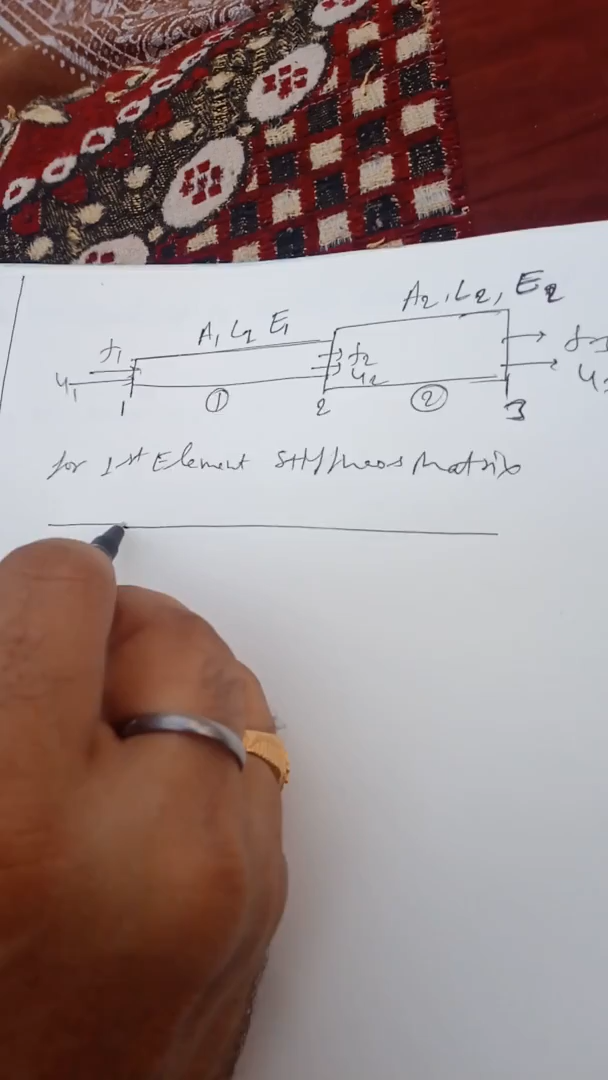 A₂, L₂, E₂
A₁ L₂ E₁
f₁ f₂
u₁ u₂
1 ① 2 ② 3
for 1st Element Stiffness Matrix